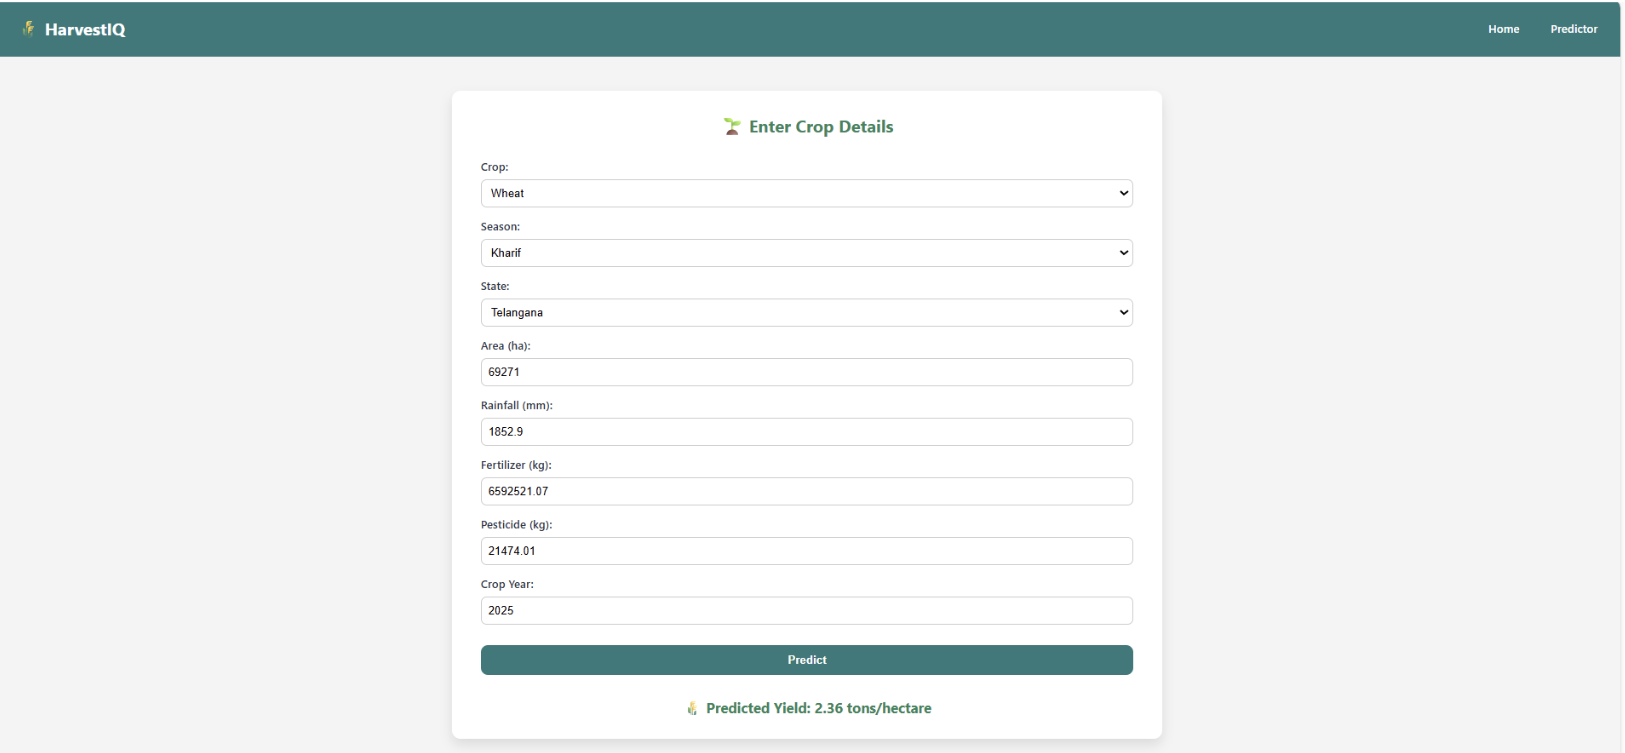 HarvestIQ
Home
Predictor
Enter Crop Details
Crop:
Wheat
Season:
Kharif
State:
Telangana
Area (ha):
69271
Rainfall (mm):
1852.9
Fertilizer (kg):
6592521.07
Pesticide (kg):
21474.01
Crop Year:
2025
Predict
Predicted Yield: 2.36 tons/hectare